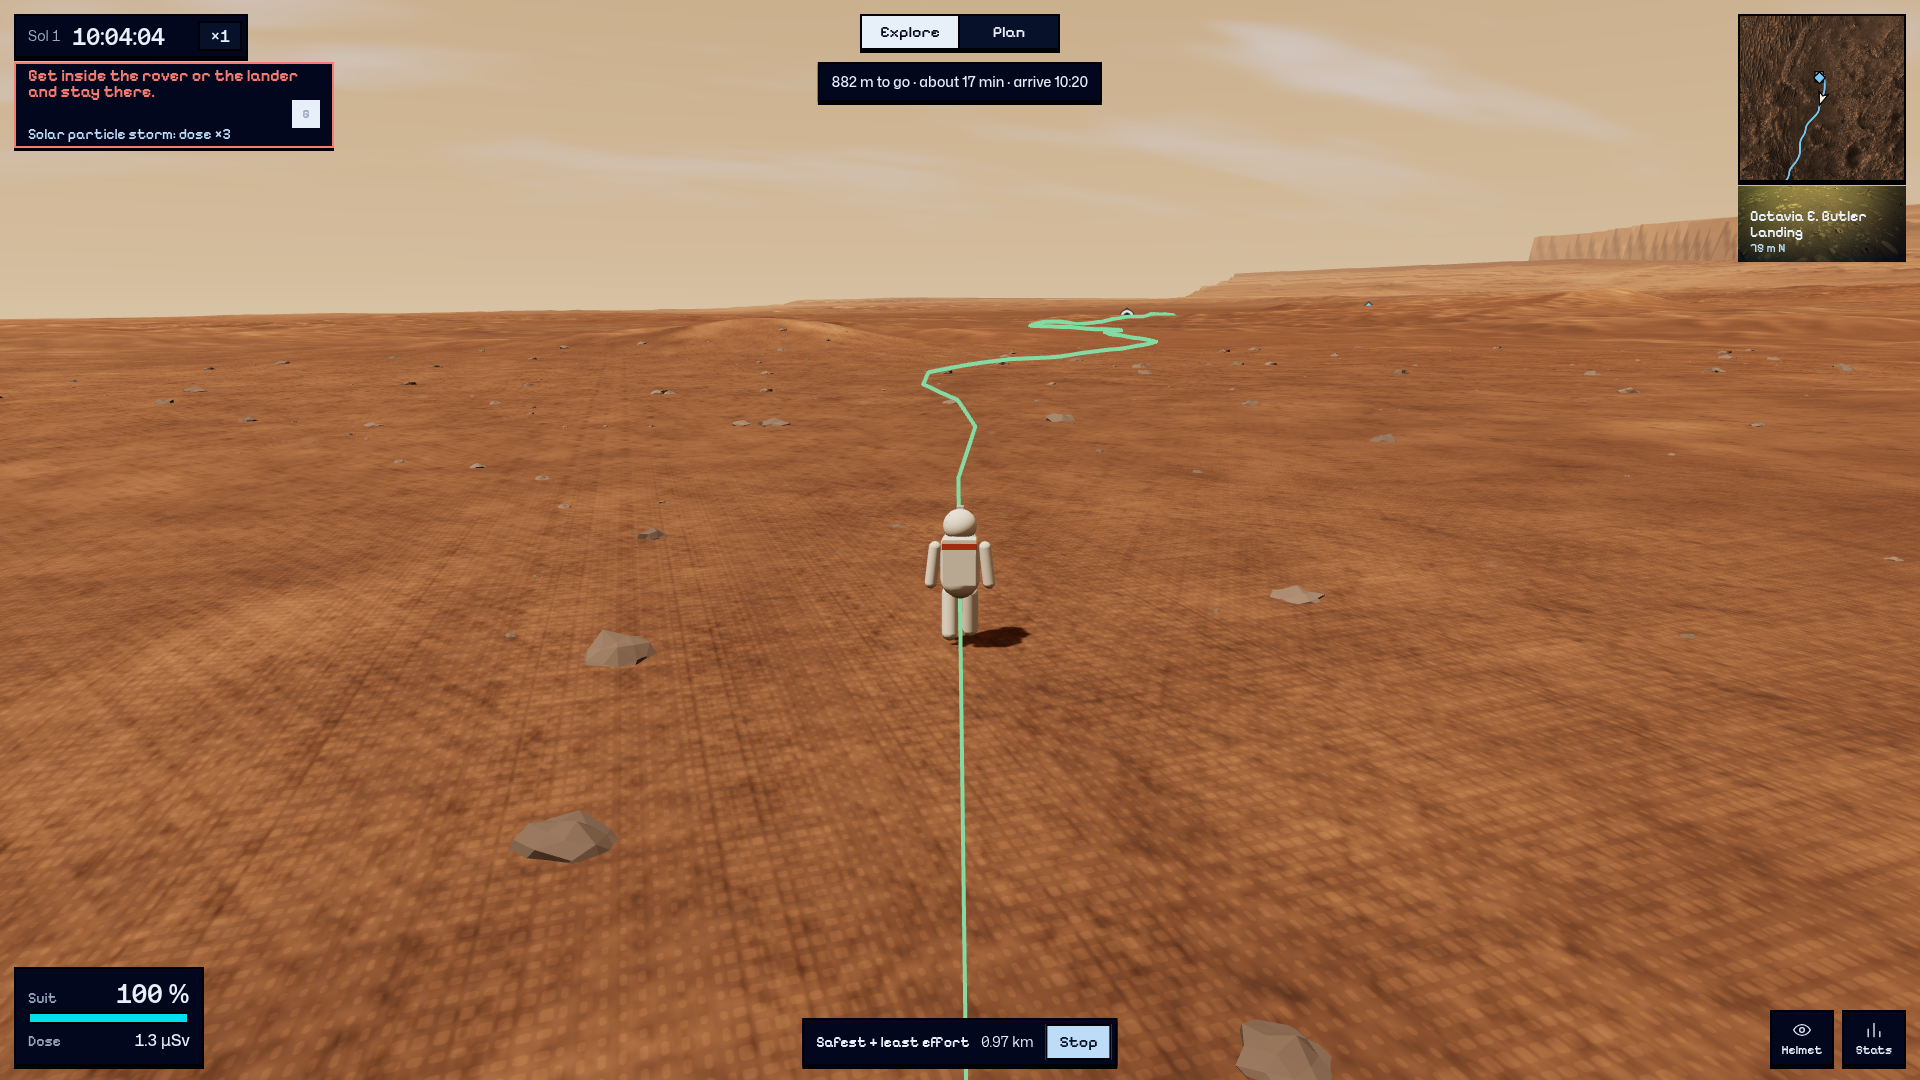 Sol 1 10:04:04 ×1
Get inside the rover or the lander
and stay there.
Solar particle storm: dose ×3
Explore Plan
882 m to go · about 17 min · arrive 10:20
Octavia E. Butler
Landing
78 m N
Suit 100 %
Dose 1.3 µSv
Safest + least effort 0.97 km Stop
Helmet
Stats